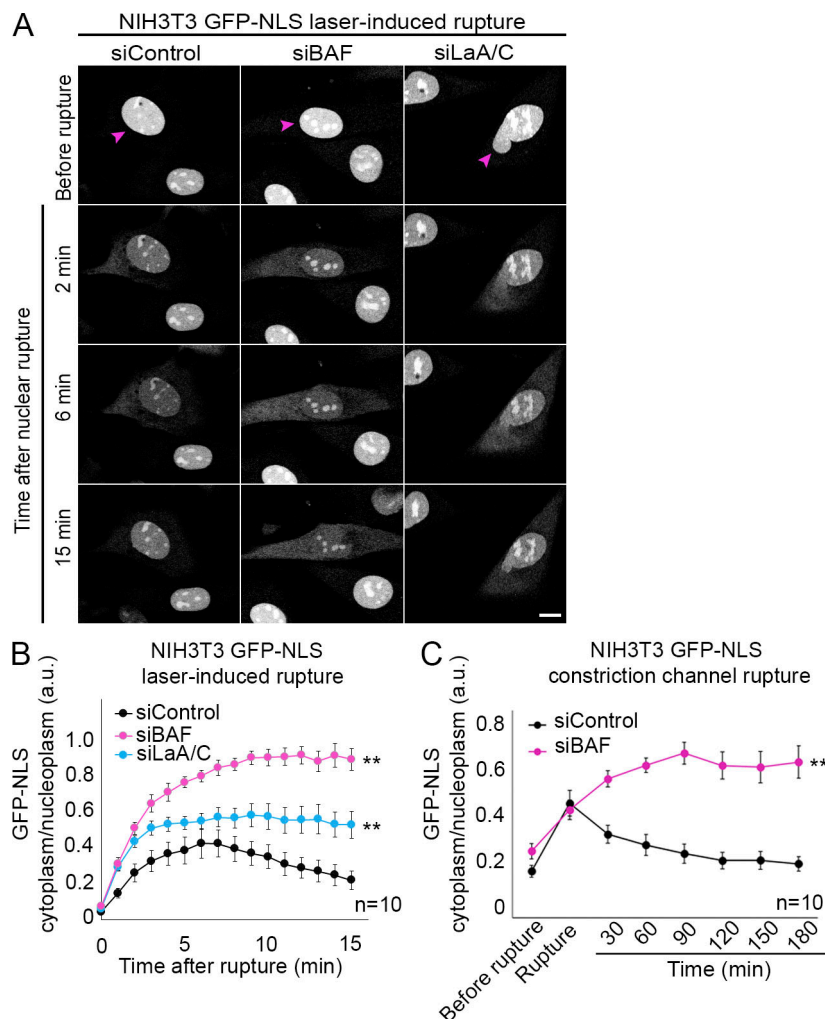 A
NIH3T3 GFP-NLS laser-induced rupture
siControl
siBAF
siLaA/C
Before rupture
Time after nuclear rupture
2 min
6 min
15 min
B
NIH3T3 GFP-NLS
laser-induced rupture
GFP-NLS
cytoplasm/nucleoplasm (a.u.)
1.0
0.8
0.6
0.4
0.2
0
siControl
siBAF
siLaA/C
**
**
n=10
0
5
10
15
Time after rupture (min)
C
NIH3T3 GFP-NLS
constriction channel rupture
GFP-NLS
cytoplasm/nucleoplasm (a.u.)
0.8
0.6
0.4
0.2
0
siControl
siBAF
**
n=10
Before rupture
Rupture
30
60
90
120
150
180
Time (min)